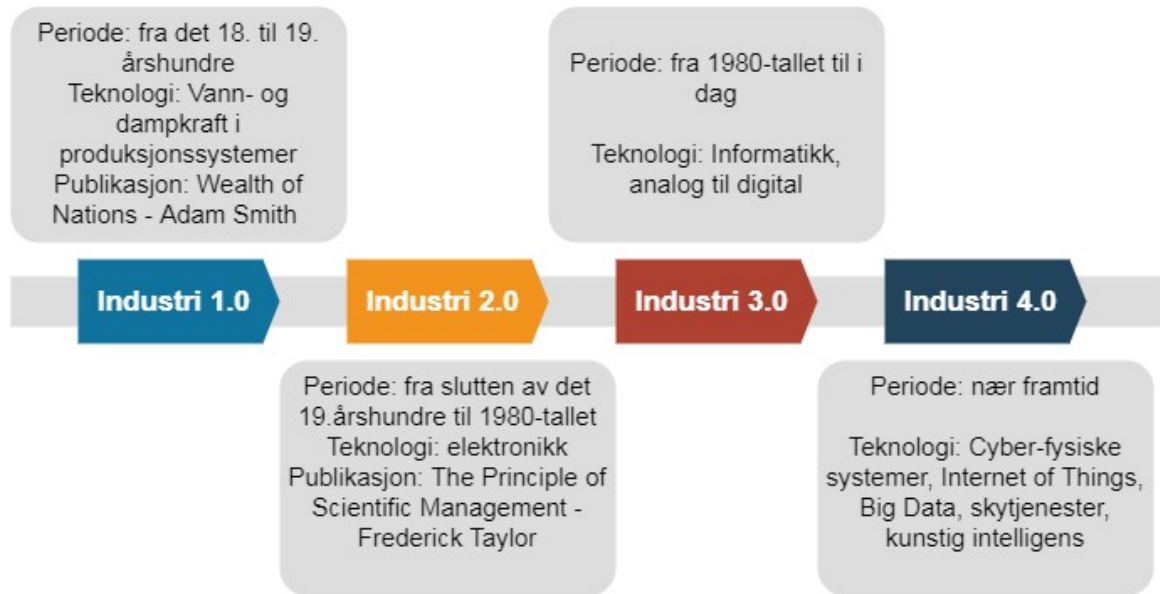 Periode: fra det 18. til 19.
århundre
Teknologi: Vann- og
dampkraft i
produksjonssystemer
Publikasjon: Wealth of
Nations - Adam Smith
Periode: fra 1980-tallet til i
dag
Teknologi: Informatikk,
analog til digital
Industri 1.0
Industri 2.0
Industri 3.0
Industri 4.0
Periode: fra slutten av det
19.århundre til 1980-tallet
Teknologi: elektronikk
Publikasjon: The Principle of
Scientific Management -
Frederick Taylor
Periode: nær framtid
Teknologi: Cyber-fysiske
systemer, Internet of Things,
Big Data, skytjenester,
kunstig intelligens